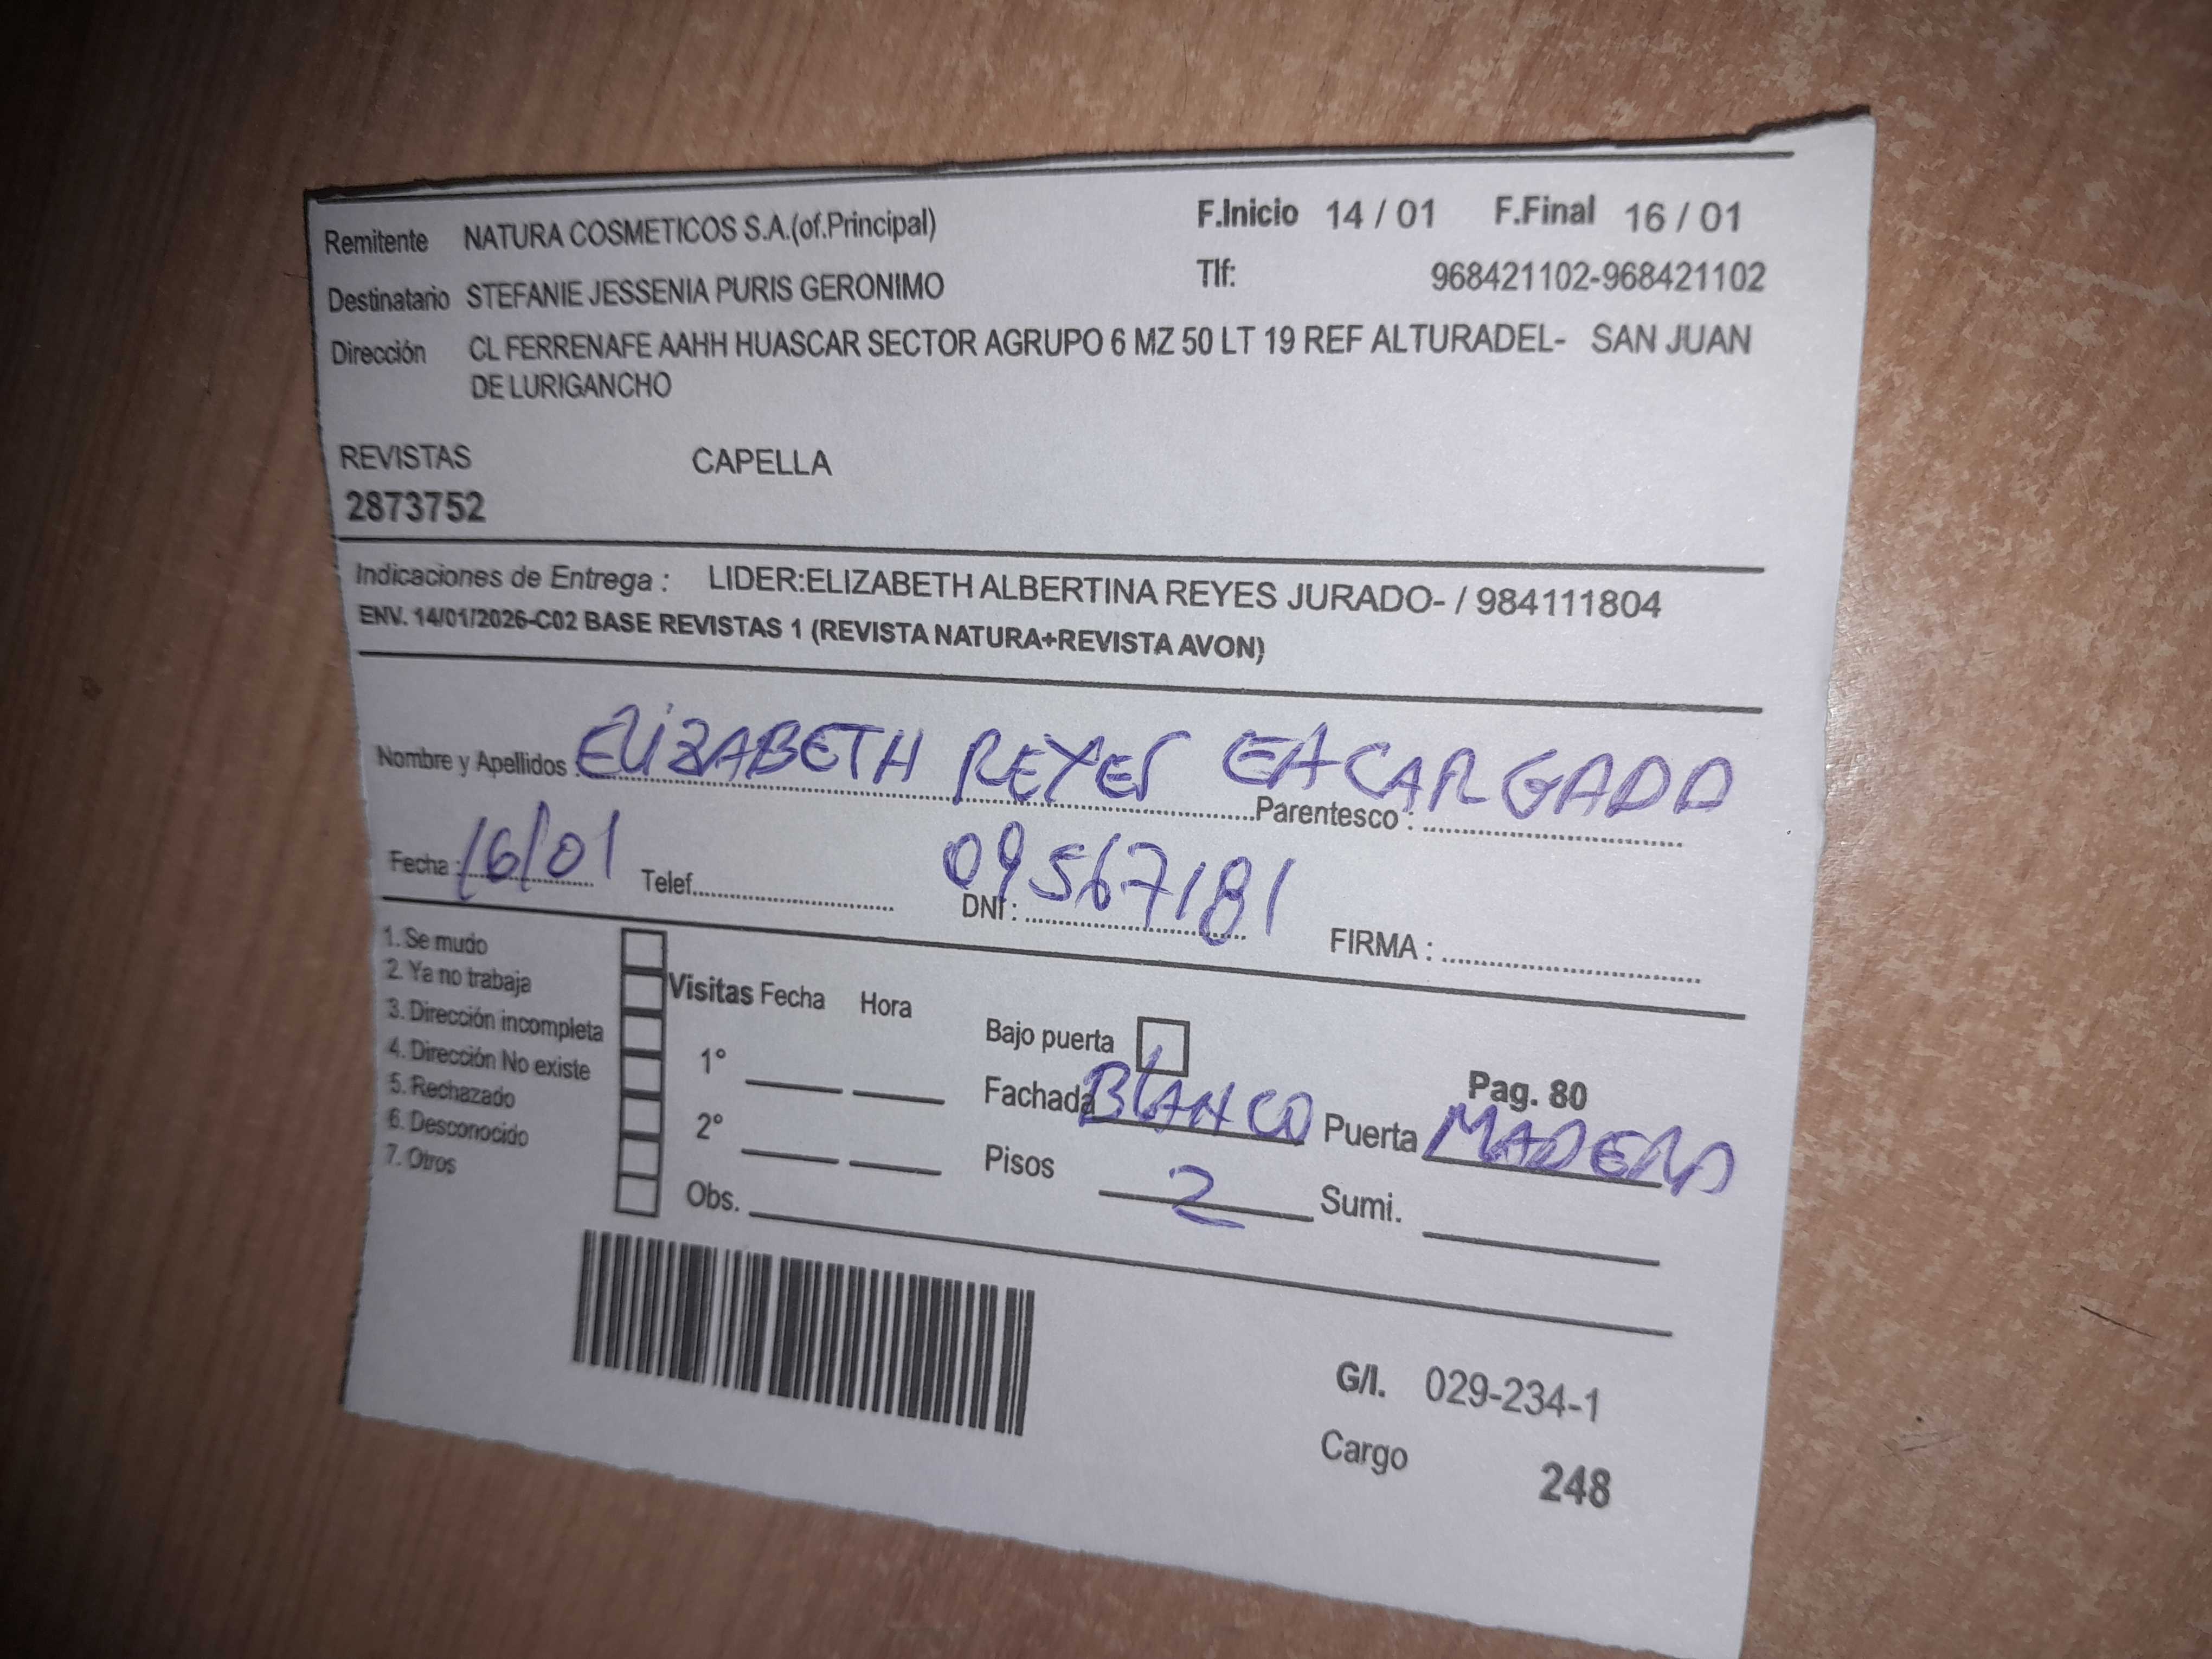 Remitente NATURA COSMETICOS S.A.(of.Principal) F.Inicio 14 / 01 F.Final 16 / 01
Destinatario STEFANIE JESSENIA PURIS GERONIMO Tlf: 968421102-968421102
Dirección CL FERRENAFE AAHH HUASCAR SECTOR AGRUPO 6 MZ 50 LT 19 REF ALTURADEL- SAN JUAN
DE LURIGANCHO
REVISTAS CAPELLA
2873752
Indicaciones de Entrega : LIDER:ELIZABETH ALBERTINA REYES JURADO- / 984111804
ENV. 14/01/2026-C02 BASE REVISTAS 1 (REVISTA NATURA+REVISTA AVON)
Nombre y Apellidos : ELIZABETH REYES Parentesco : ENCARGADO
Fecha : 16/01 Telef. DNI : 09567181 FIRMA :
1. Se mudo
2. Ya no trabaja
3. Dirección incompleta
4. Dirección No existe
5. Rechazado
6. Desconocido
7. Otros
Visitas Fecha Hora
1°
2°
Obs.
Bajo puerta
Pag. 80
Fachada BLANCO Puerta MADERA
Pisos 2 Sumi.
G/I. 029-234-1
Cargo 248